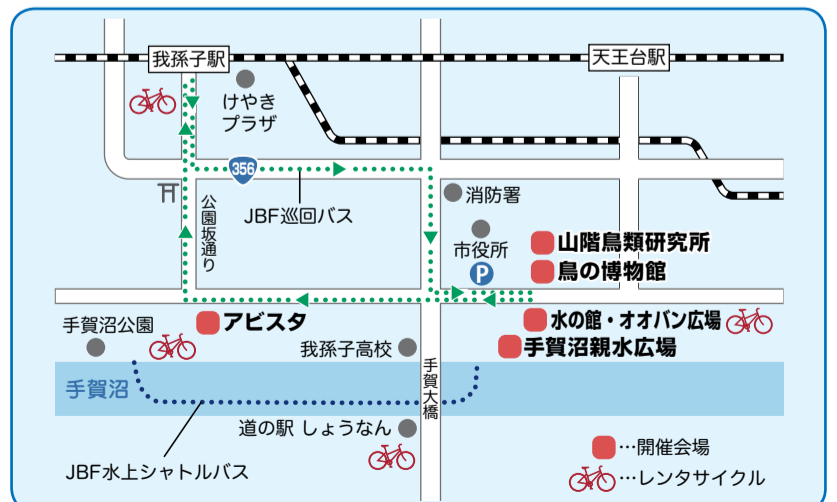 我孫子駅
天王台駅
けやき
プラザ
356
JBF巡回バス
公園坂通り
消防署
市役所
P
山階鳥類研究所
鳥の博物館
アビスタ
水の館・オオバン広場
手賀沼親水広場
手賀沼公園
我孫子高校
手賀大橋
手賀沼
道の駅 しょうなん
JBF水上シャトルバス
…開催会場
…レンタサイクル